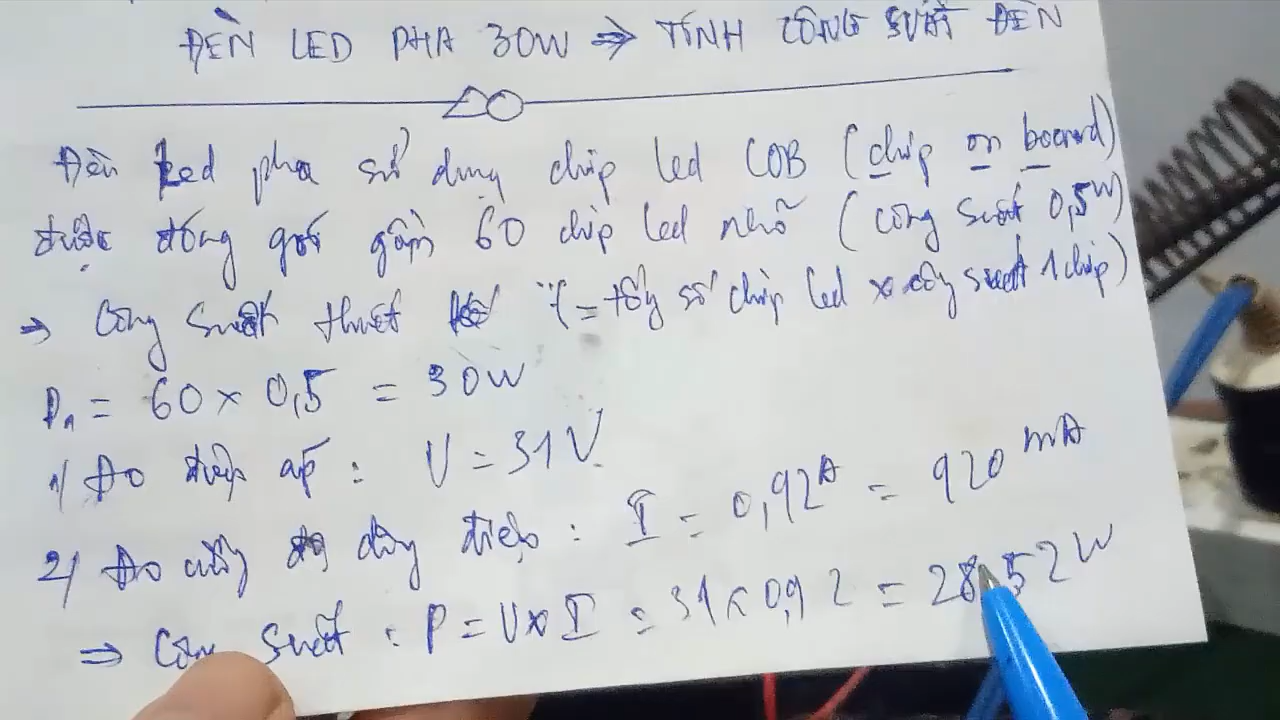 ĐÈN LED PHA 30W ⇒ TÍNH CÔNG SUẤT ĐÈN
Đèn Led pha sử dụng chip led COB (chip on board)
được đóng gói gồm 60 chip led nhỏ (công suất 0,5W)
⇒ Công suất thuết kế (= tổng số chip led x công suất 1 chip)
P₁ = 60 x 0,5 = 30W
1/ Đo điện áp : V = 31V
2/ Đo cường độ dòng điện : I = 0,92A = 920 mA
⇒ Công suất : P = V x I = 31 x 0,92 = 28,52W